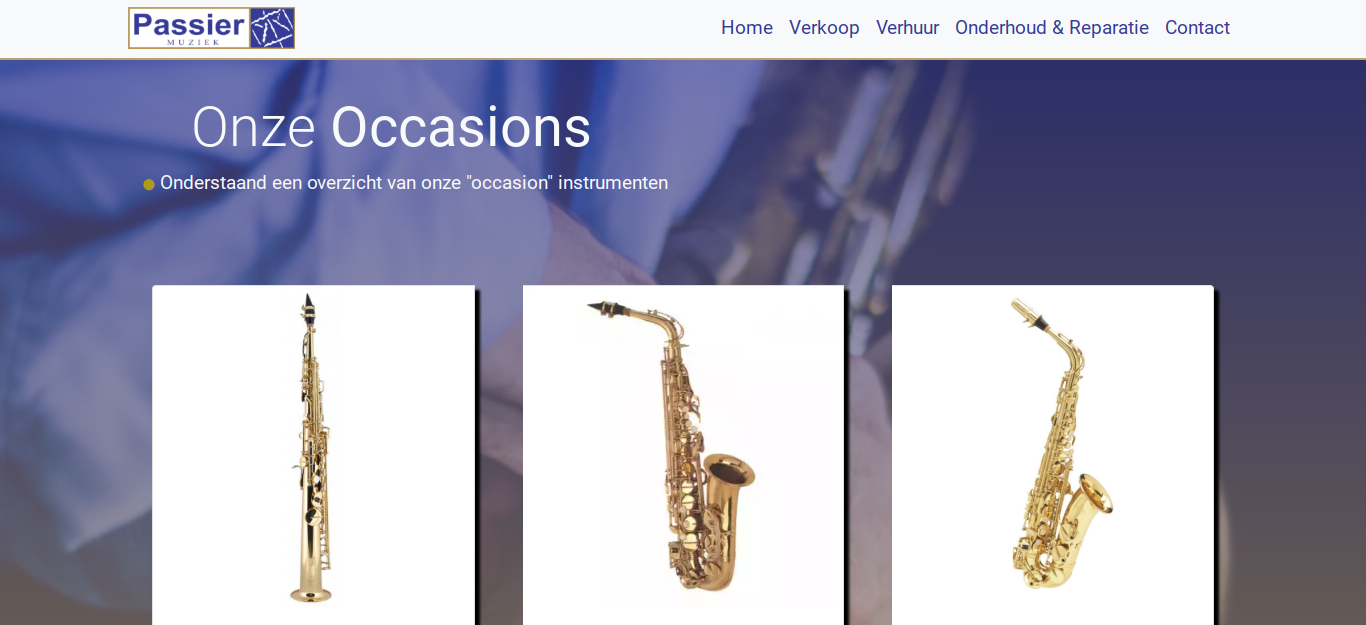 Passier
MUZIEK
Home Verkoop Verhuur Onderhoud & Reparatie Contact
Onze Occasions
Onderstaand een overzicht van onze "occasion" instrumenten